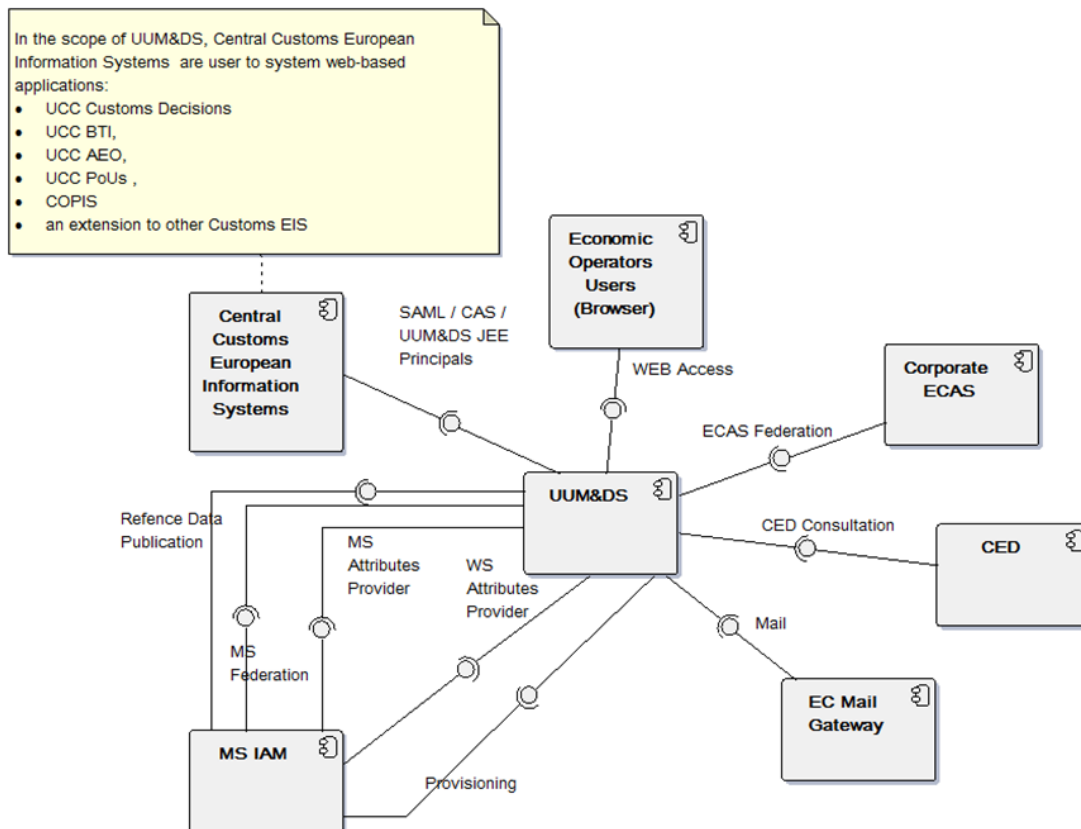 In the scope of UUM&DS, Central Customs European
Information Systems  are user to system web-based
applications:
• UCC Customs Decisions
• UCC BTI,
• UCC AEO,
• UCC PoUs ,
• COPIS
• an extension to other Customs EIS
Economic
Operators
Users
(Browser)
Central
Customs
European
Information
Systems
SAML / CAS /
UUM&DS JEE
Principals
WEB Access
Corporate
ECAS
ECAS Federation
UUM&DS
Refence Data
Publication
MS
Attributes
Provider
WS
Attributes
Provider
CED Consultation
CED
MS
Federation
Mail
EC Mail
Gateway
MS IAM
Provisioning